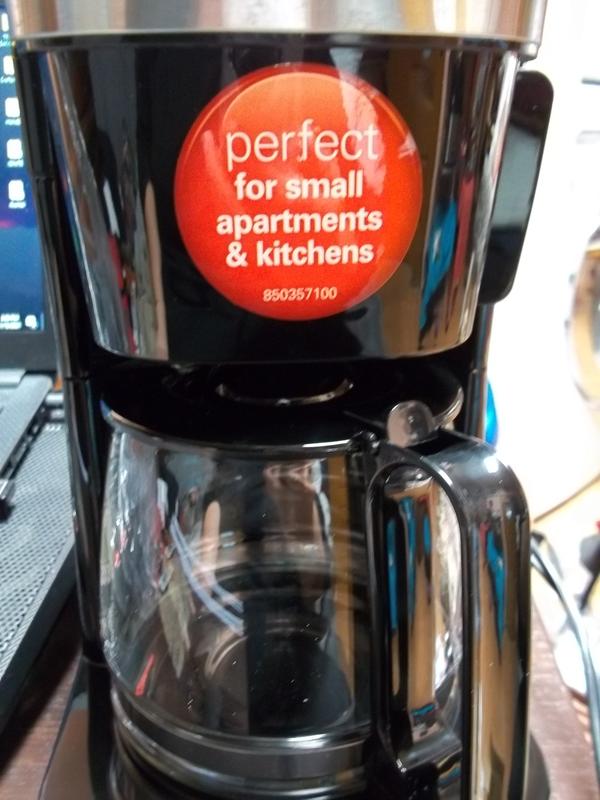 perfect
for small
apartments
& kitchens
850357100